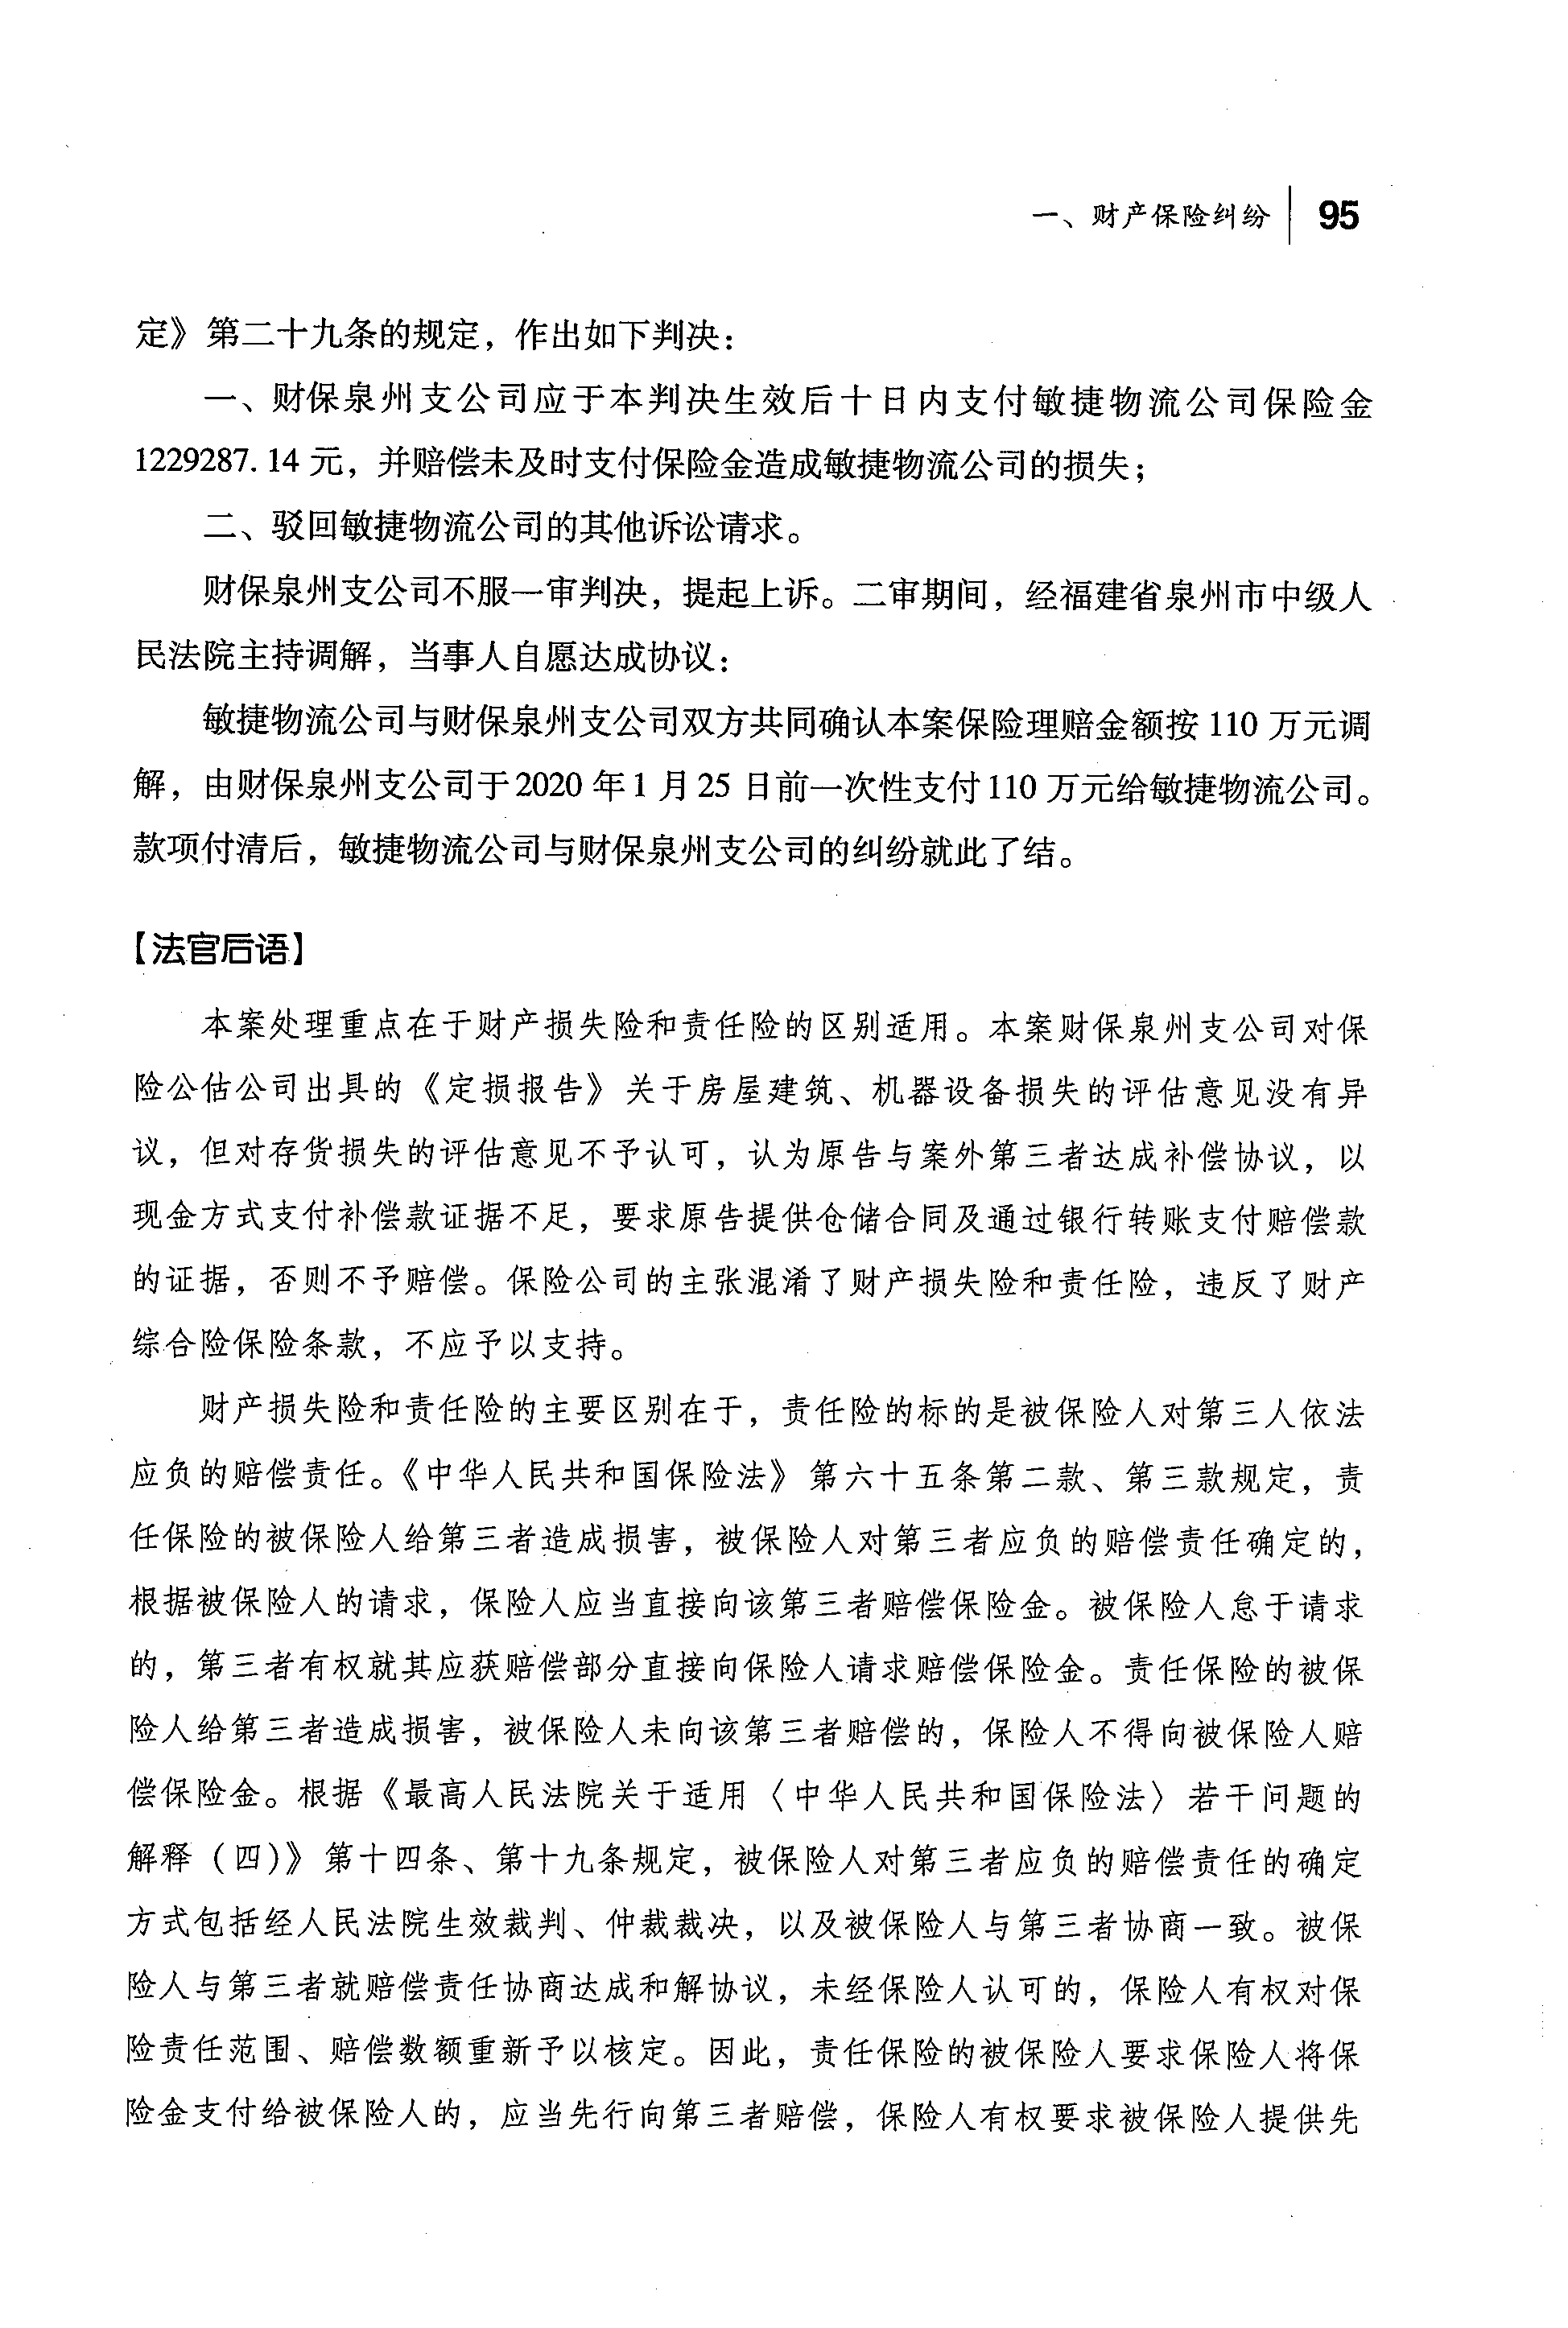 一、财产保险纠纷 95
定》第二十九条的规定，作出如下判决：
一、财保泉州支公司应于本判决生效后十日内支付敏捷物流公司保险金
1229287.14 元，并赔偿未及时支付保险金造成敏捷物流公司的损失；
二、驳回敏捷物流公司的其他诉讼请求。
财保泉州支公司不服一审判决，提起上诉。二审期间，经福建省泉州市中级人
民法院主持调解，当事人自愿达成协议：
敏捷物流公司与财保泉州支公司双方共同确认本案保险理赔金额按 110 万元调
解，由财保泉州支公司于 2020 年 1 月 25 日前一次性支付 110 万元给敏捷物流公司。
款项付清后，敏捷物流公司与财保泉州支公司的纠纷就此了结。
【法官后语】
本案处理重点在于财产损失险和责任险的区别适用。本案财保泉州支公司对保
险公估公司出具的《定损报告》关于房屋建筑、机器设备损失的评估意见没有异
议，但对存货损失的评估意见不予认可，认为原告与案外第三者达成补偿协议，以
现金方式支付补偿款证据不足，要求原告提供仓储合同及通过银行转账支付赔偿款
的证据，否则不予赔偿。保险公司的主张混淆了财产损失险和责任险，违反了财产
综合险保险条款，不应予以支持。
财产损失险和责任险的主要区别在于，责任险的标的是被保险人对第三人依法
应负的赔偿责任。《中华人民共和国保险法》第六十五条第二款、第三款规定，责
任保险的被保险人给第三者造成损害，被保险人对第三者应负的赔偿责任确定的，
根据被保险人的请求，保险人应当直接向该第三者赔偿保险金。被保险人怠于请求
的，第三者有权就其应获赔偿部分直接向保险人请求赔偿保险金。责任保险的被保
险人给第三者造成损害，被保险人未向该第三者赔偿的，保险人不得向被保险人赔
偿保险金。根据《最高人民法院关于适用〈中华人民共和国保险法〉若干问题的
解释（四）》第十四条、第十九条规定，被保险人对第三者应负的赔偿责任的确定
方式包括经人民法院生效裁判、仲裁裁决，以及被保险人与第三者协商一致。被保
险人与第三者就赔偿责任协商达成和解协议，未经保险人认可的，保险人有权对保
险责任范围、赔偿数额重新予以核定。因此，责任保险的被保险人要求保险人将保
险金支付给被保险人的，应当先行向第三者赔偿，保险人有权要求被保险人提供先